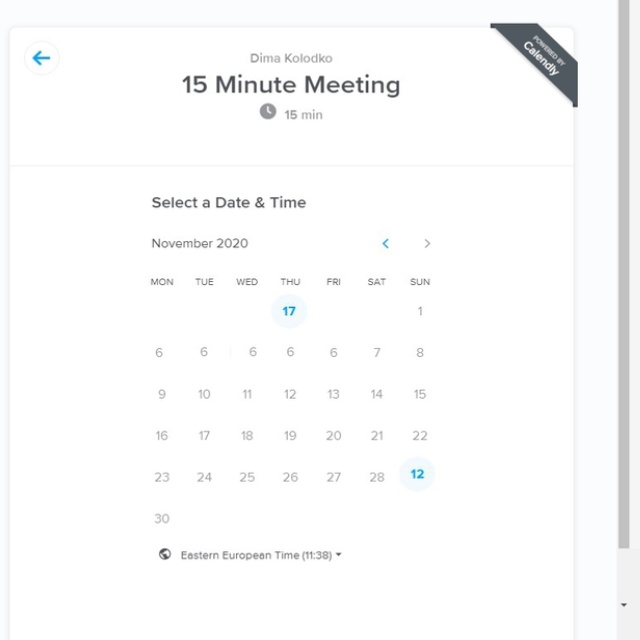 Dima Kolodko
POWERED BY
Calendly
15 Minute Meeting
15 min
Select a Date & Time
November 2020
MON TUE WED THU FRI SAT SUN
17 1
6 6 6 6 6 7 8
9 10 11 12 13 14 15
16 17 18 19 20 21 22
23 24 25 26 27 28 12
30
Eastern European Time (11:38)